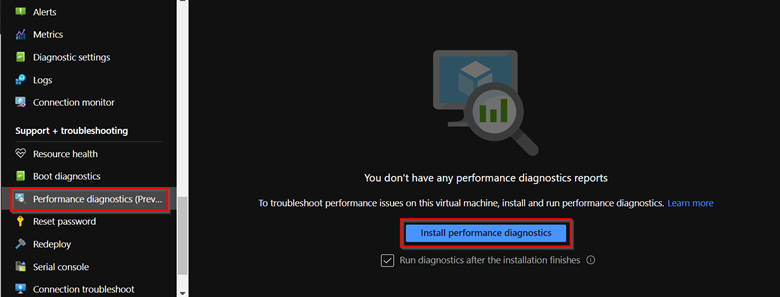 Alerts
Metrics
Diagnostic settings
Logs
Connection monitor
Support + troubleshooting
Resource health
Boot diagnostics
Performance diagnostics (Prev...
Reset password
Redeploy
Serial console
Connection troubleshoot
You don't have any performance diagnostics reports
To troubleshoot performance issues on this virtual machine, install and run performance diagnostics. Learn more
Install performance diagnostics
Run diagnostics after the installation finishes